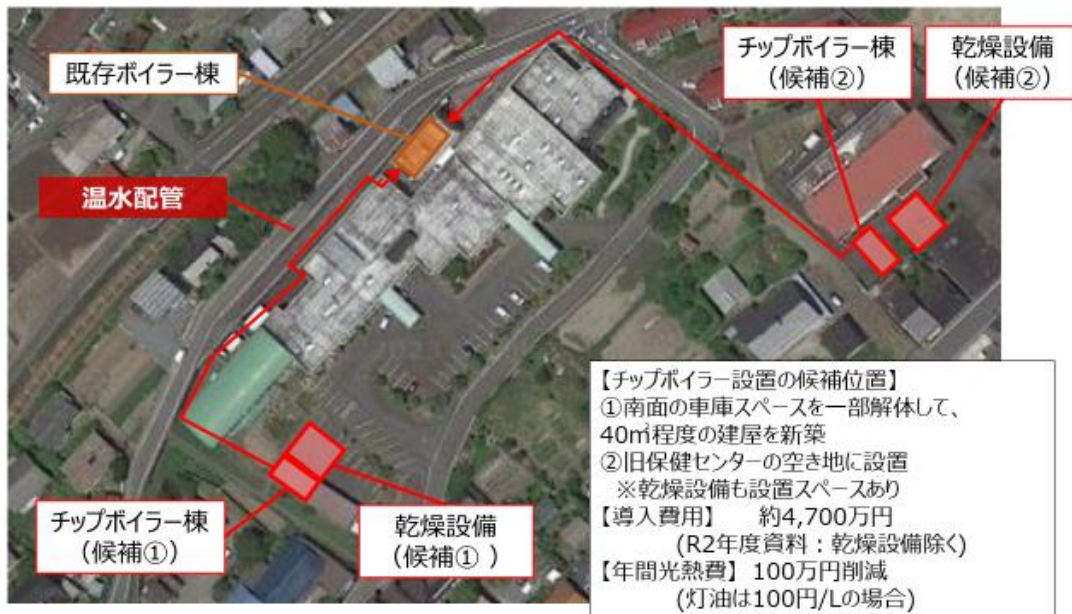 既存ボイラー棟
チップボイラー棟
（候補②）
乾燥設備
（候補②）
温水配管
チップボイラー棟
（候補①）
乾燥設備
（候補①）
【チップボイラー設置の候補位置】
①南面の車庫スペースを一部解体して、
40㎡程度の建屋を新築
②旧保健センターの空き地に設置
※乾燥設備も設置スペースあり
【導入費用】　約4,700万円
(R2年度資料：乾燥設備除く)
【年間光熱費】 100万円削減
(灯油は100円/Lの場合)